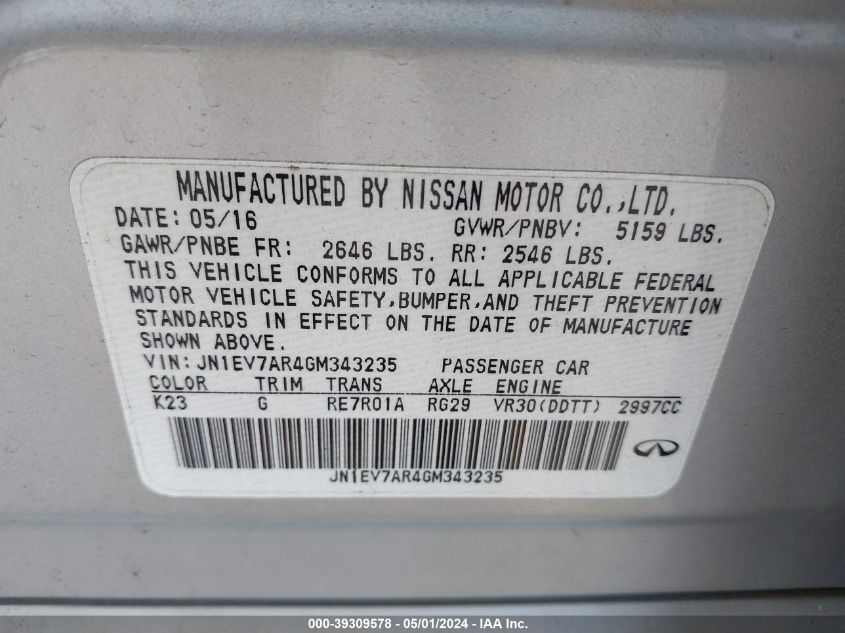 MANUFACTURED BY NISSAN MOTOR CO.,LTD.
DATE: 05/16 GVWR/PNBV: 5159 LBS.
GAWR/PNBE FR: 2646 LBS. RR: 2546 LBS.
THIS VEHICLE CONFORMS TO ALL APPLICABLE FEDERAL
MOTOR VEHICLE SAFETY,BUMPER,AND THEFT PREVENTION
STANDARDS IN EFFECT ON THE DATE OF MANUFACTURE
SHOWN ABOVE.
VIN: JN1EV7AR4GM343235 PASSENGER CAR
COLOR TRIM TRANS AXLE ENGINE
K23 G RE7R01A RG29 VR30(DDTT) 2997CC
JN1EV7AR4GM343235
000-39309578 - 05/01/2024 - IAA Inc.